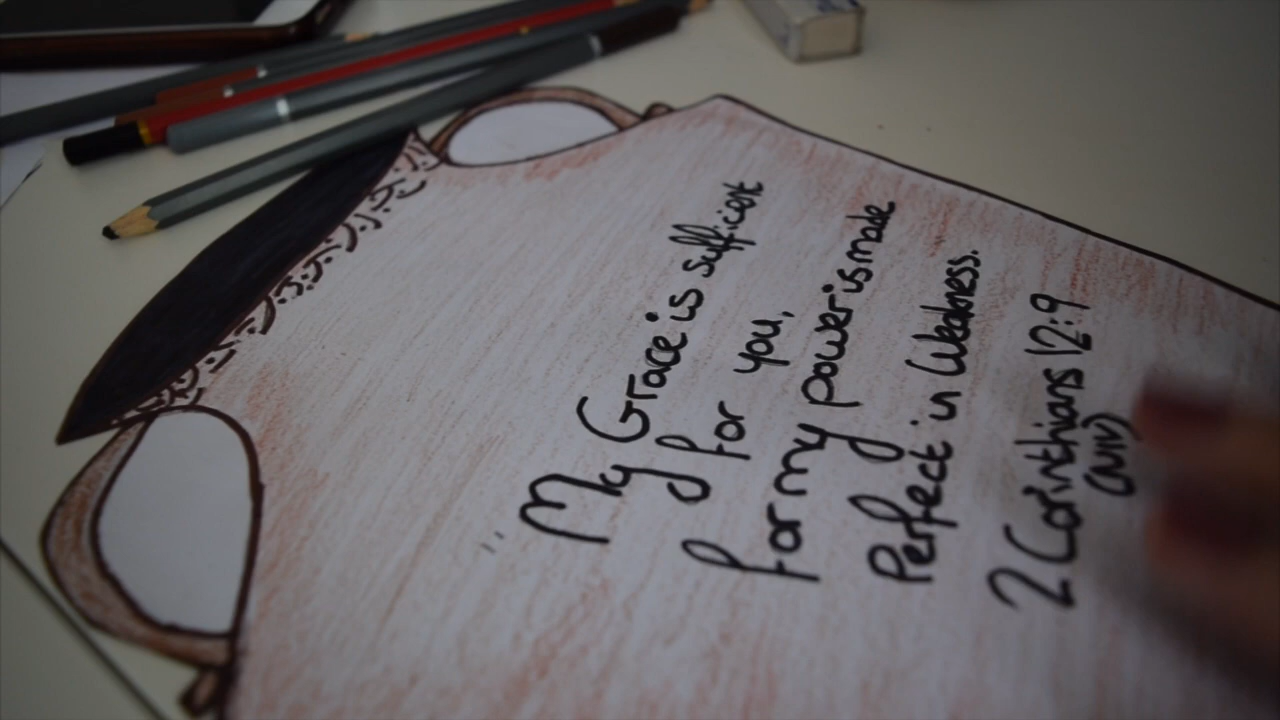 "My Grace is sufficient
for you,
for my power is made
Perfect in Weakness.
2 Corinthians 12:9
(NIV)